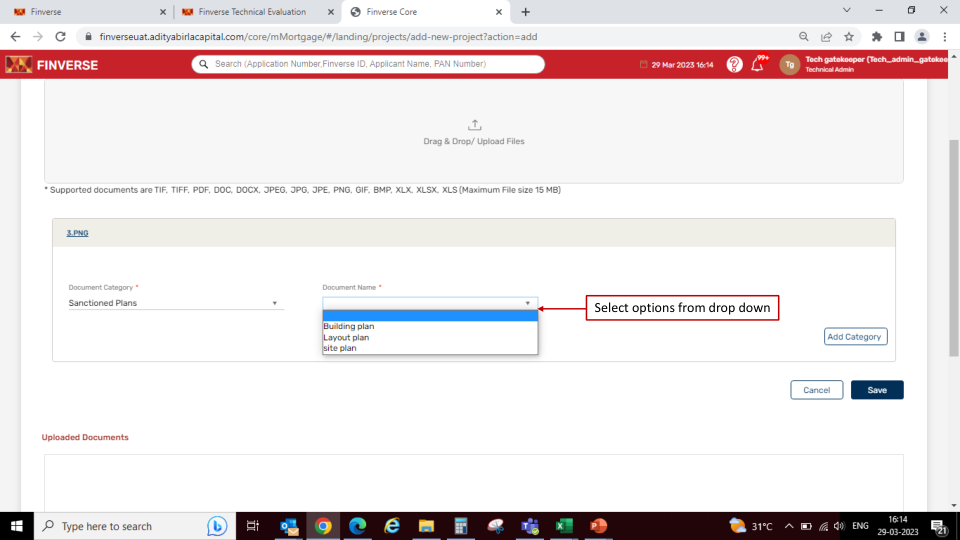 Finverse
Finverse Technical Evaluation
Finverse Core
finverseuat.adityabirlacapital.com/core/mMortgage/#/landing/projects/add-new-project?action=add
FINVERSE
Search (Application Number,Finverse ID, Applicant Name, PAN Number)
29 Mar 2023 16:14
99+
Tg
Tech gatekeeper (Tech_admin_gatekee
Technical Admin
Drag & Drop/ Upload Files
* Supported documents are TIF, TIFF, PDF, DOC, DOCX, JPEG, JPG, JPE, PNG, GIF, BMP, XLX, XLSX, XLS (Maximum File size 15 MB)
3.PNG
Document Category *
Document Name *
Sanctioned Plans
Select options from drop down
Building plan
Layout plan
site plan
Add Category
Cancel
Save
Uploaded Documents
Type here to search
31°C
ENG
16:14
29-03-2023
21